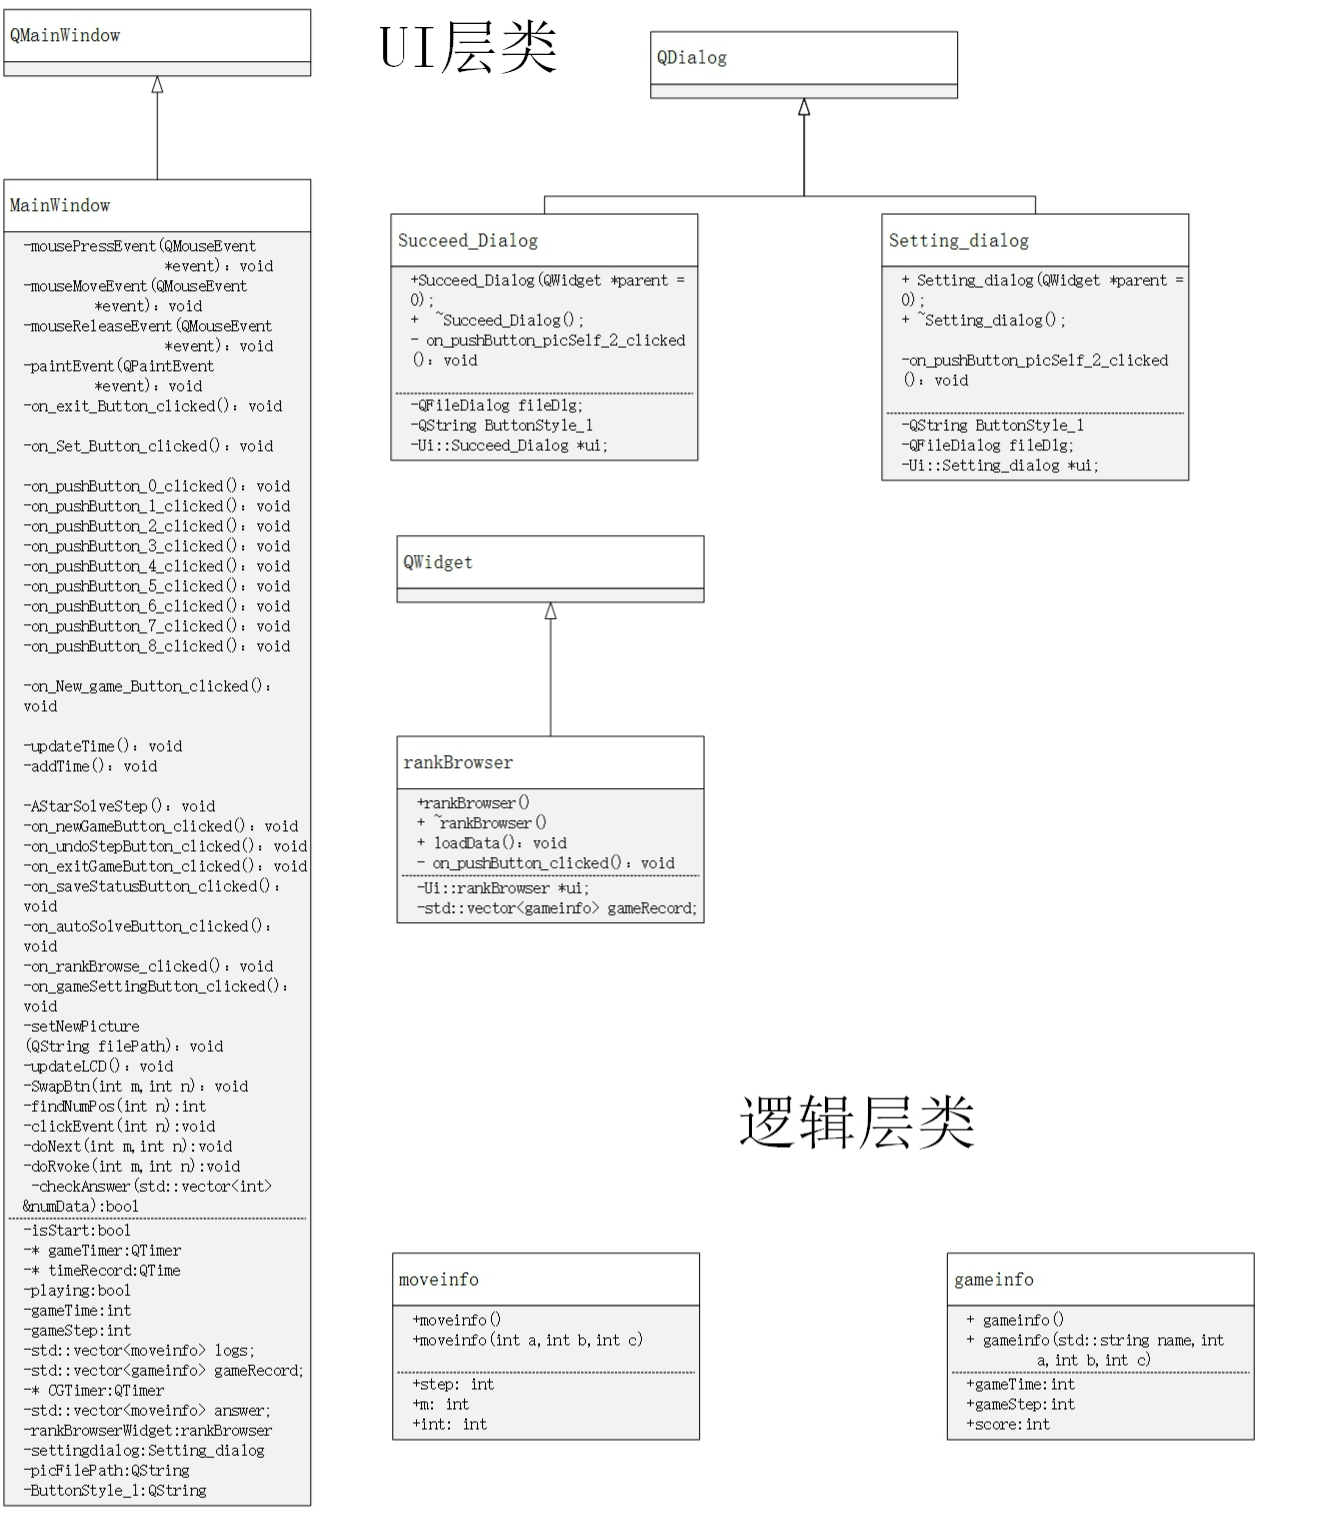 QMainWindow
UI层类
QDialog
MainWindow
-mousePressEvent(QMouseEvent
*event): void
-mouseMoveEvent(QMouseEvent
*event): void
-mouseReleaseEvent(QMouseEvent
*event): void
-paintEvent(QPaintEvent
*event): void
-on_exit_Button_clicked(): void
-on_Set_Button_clicked(): void
-on_pushButton_0_clicked(): void
-on_pushButton_1_clicked(): void
-on_pushButton_2_clicked(): void
-on_pushButton_3_clicked(): void
-on_pushButton_4_clicked(): void
-on_pushButton_5_clicked(): void
-on_pushButton_6_clicked(): void
-on_pushButton_7_clicked(): void
-on_pushButton_8_clicked(): void
-on_New_game_Button_clicked():
void
-updateTime(): void
-addTime(): void
-AStarSolveStep(): void
-on_newGameButton_clicked(): void
-on_undoStepButton_clicked(): void
-on_exitGameButton_clicked(): void
-on_saveStatusButton_clicked():
void
-on_autoSolveButton_clicked():
void
-on_rankBrowse_clicked(): void
-on_gameSettingButton_clicked():
void
-setNewPicture
(QString filePath): void
-updateLCD(): void
-SwapBtn(int m,int n): void
-findNumPos(int n):int
-clickEvent(int n):void
-doNext(int m,int n):void
-doRvoke(int m,int n):void
-checkAnswer(std::vector<int>
&numData):bool
-isStart:bool
-* gameTimer:QTimer
-* timeRecord:QTime
-playing:bool
-gameTime:int
-gameStep:int
-std::vector<moveinfo> logs;
-std::vector<gameinfo> gameRecord;
-* CGTimer:QTimer
-std::vector<moveinfo> answer;
-rankBrowserWidget:rankBrowser
-settingdialog:Setting_dialog
-picFilePath:QString
-ButtonStyle_1:QString
Succeed_Dialog
+Succeed_Dialog(QWidget *parent =
0);
+ ~Succeed_Dialog();
- on_pushButton_picSelf_2_clicked
(): void
-QFileDialog fileDlg;
-QString ButtonStyle_1
-Ui::Succeed_Dialog *ui;
Setting_dialog
+ Setting_dialog(QWidget *parent =
0);
+ ~Setting_dialog();
-on_pushButton_picSelf_2_clicked
(): void
-QString ButtonStyle_1
-QFileDialog fileDlg;
-Ui::Setting_dialog *ui;
QWidget
rankBrowser
+rankBrowser()
+ ~rankBrowser()
+ loadData(): void
- on_pushButton_clicked(): void
-Ui::rankBrowser *ui;
-std::vector<gameinfo> gameRecord;
逻辑层类
moveinfo
+moveinfo()
+moveinfo(int a,int b,int c)
+step: int
+m: int
+int: int
gameinfo
+ gameinfo()
+ gameinfo(std::string name,int
a,int b,int c)
+gameTime:int
+gameStep:int
+score:int